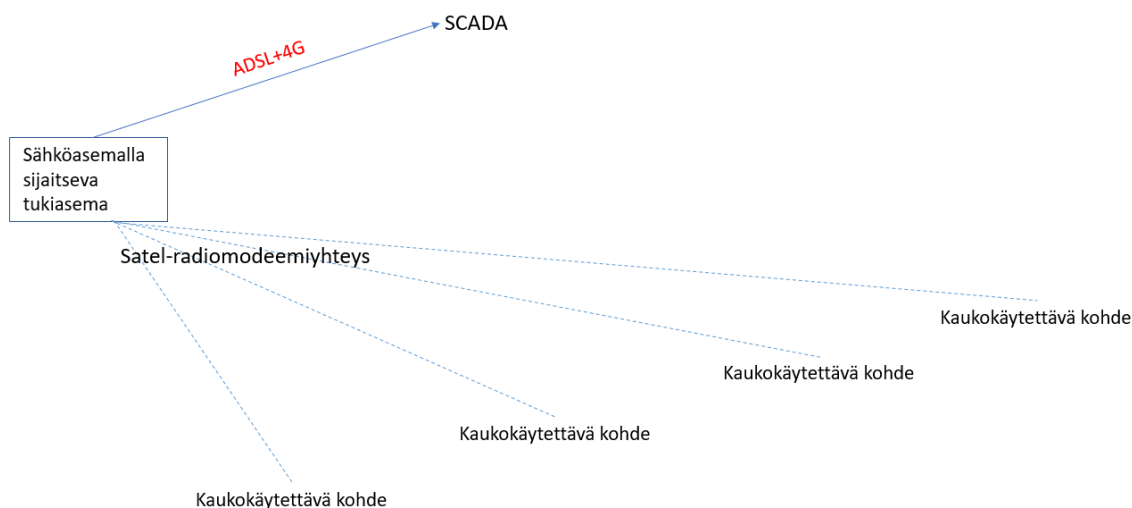 SCADA
ADSL+4G
Sähköasemalla
sijaitseva
tukiasema
Satel-radiomodeemiyhteys
Kaukokäytettävä kohde
Kaukokäytettävä kohde
Kaukokäytettävä kohde
Kaukokäytettävä kohde